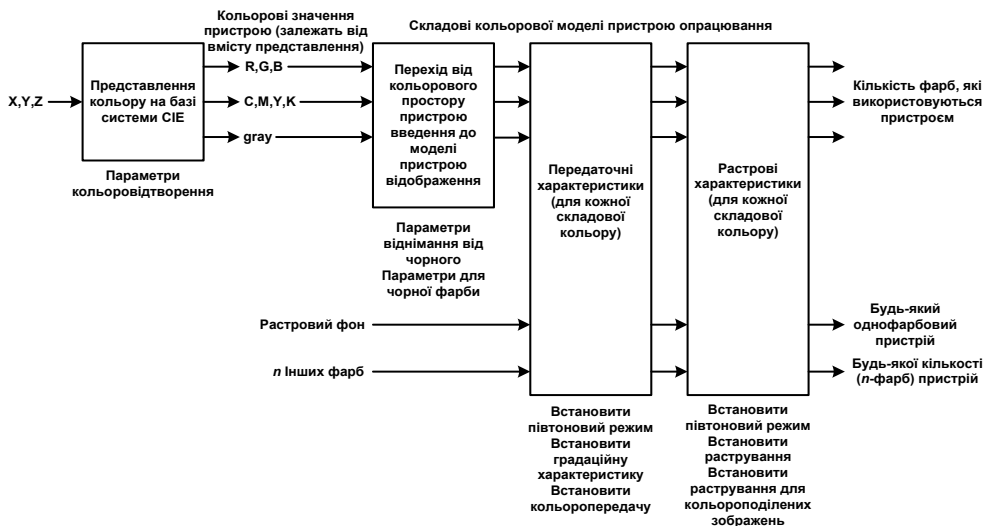 Кольорові значення
пристрою (залежать від
вмісту представлення)
Складові кольорової моделі пристрою опрацювання
X,Y,Z
Представлення
кольору на базі
системи CIE
Параметри
кольоровідтворення
R,G,B
C,M,Y,K
gray
Перехід від
кольорового
простору
пристрою
введення до
моделі
пристрою
відображення
Параметри
віднімання від
чорного
Параметри для
чорної фарби
Растровий фон
n Інших фарб
Передаточні
характеристики
(для кожної
складової
кольору)
Встановити
півтоновий режим
Встановити
градаційну
характеристику
Встановити
кольоропередачу
Растрові
характеристики
(для кожної
складової
кольору)
Встановити
півтоновий режим
Встановити
растрування
Встановити
растрування для
кольороподілених
зображень
Кількість фарб, які
використовуються
пристроєм
Будь-який
однофарбовий
пристрій
Будь-якої кількості
(n-фарб) пристрій